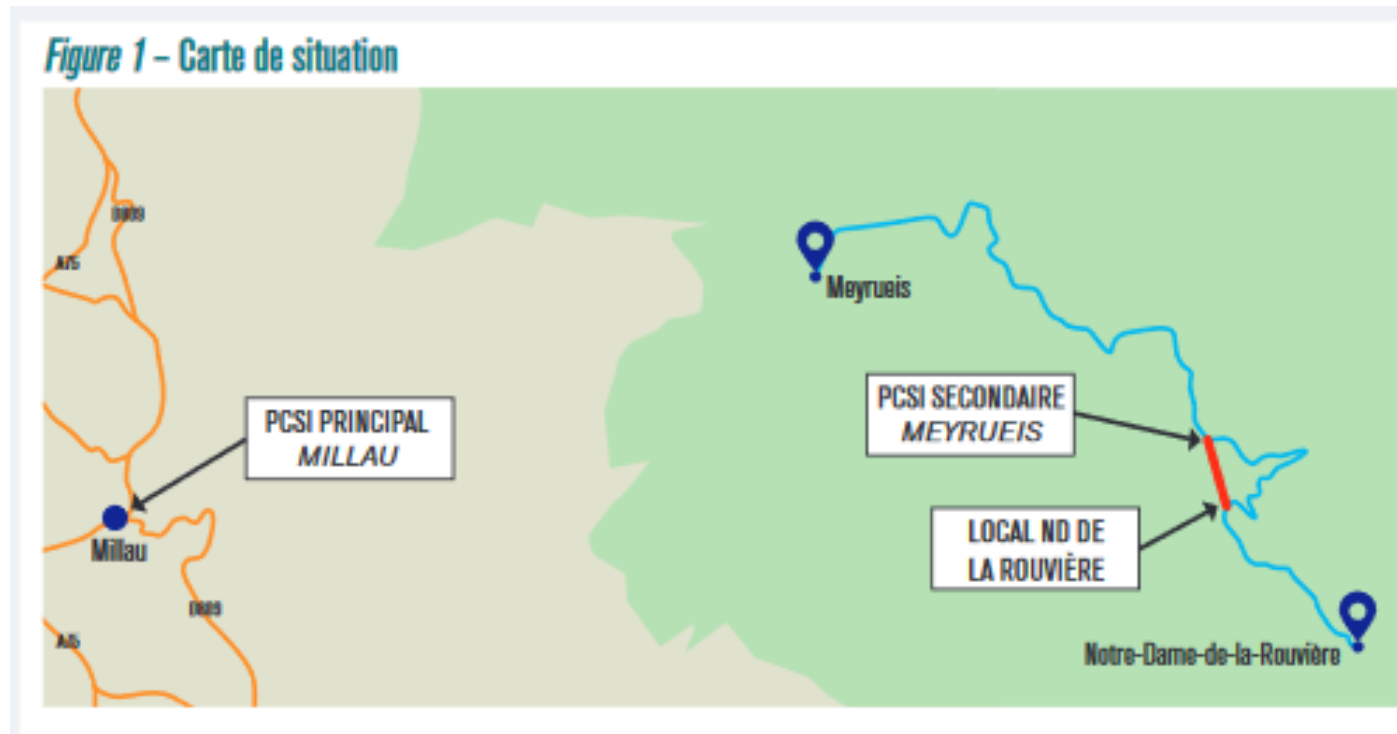 Figure 1 – Carte de situation
D809
A75
Meyrueis
PCSI SECONDAIRE
MEYRUEIS
PCSI PRINCIPAL
MILLAU
LOCAL ND DE
LA ROUVIÈRE
Millau
D809
A75
Notre-Dame-de-la-Rouvière